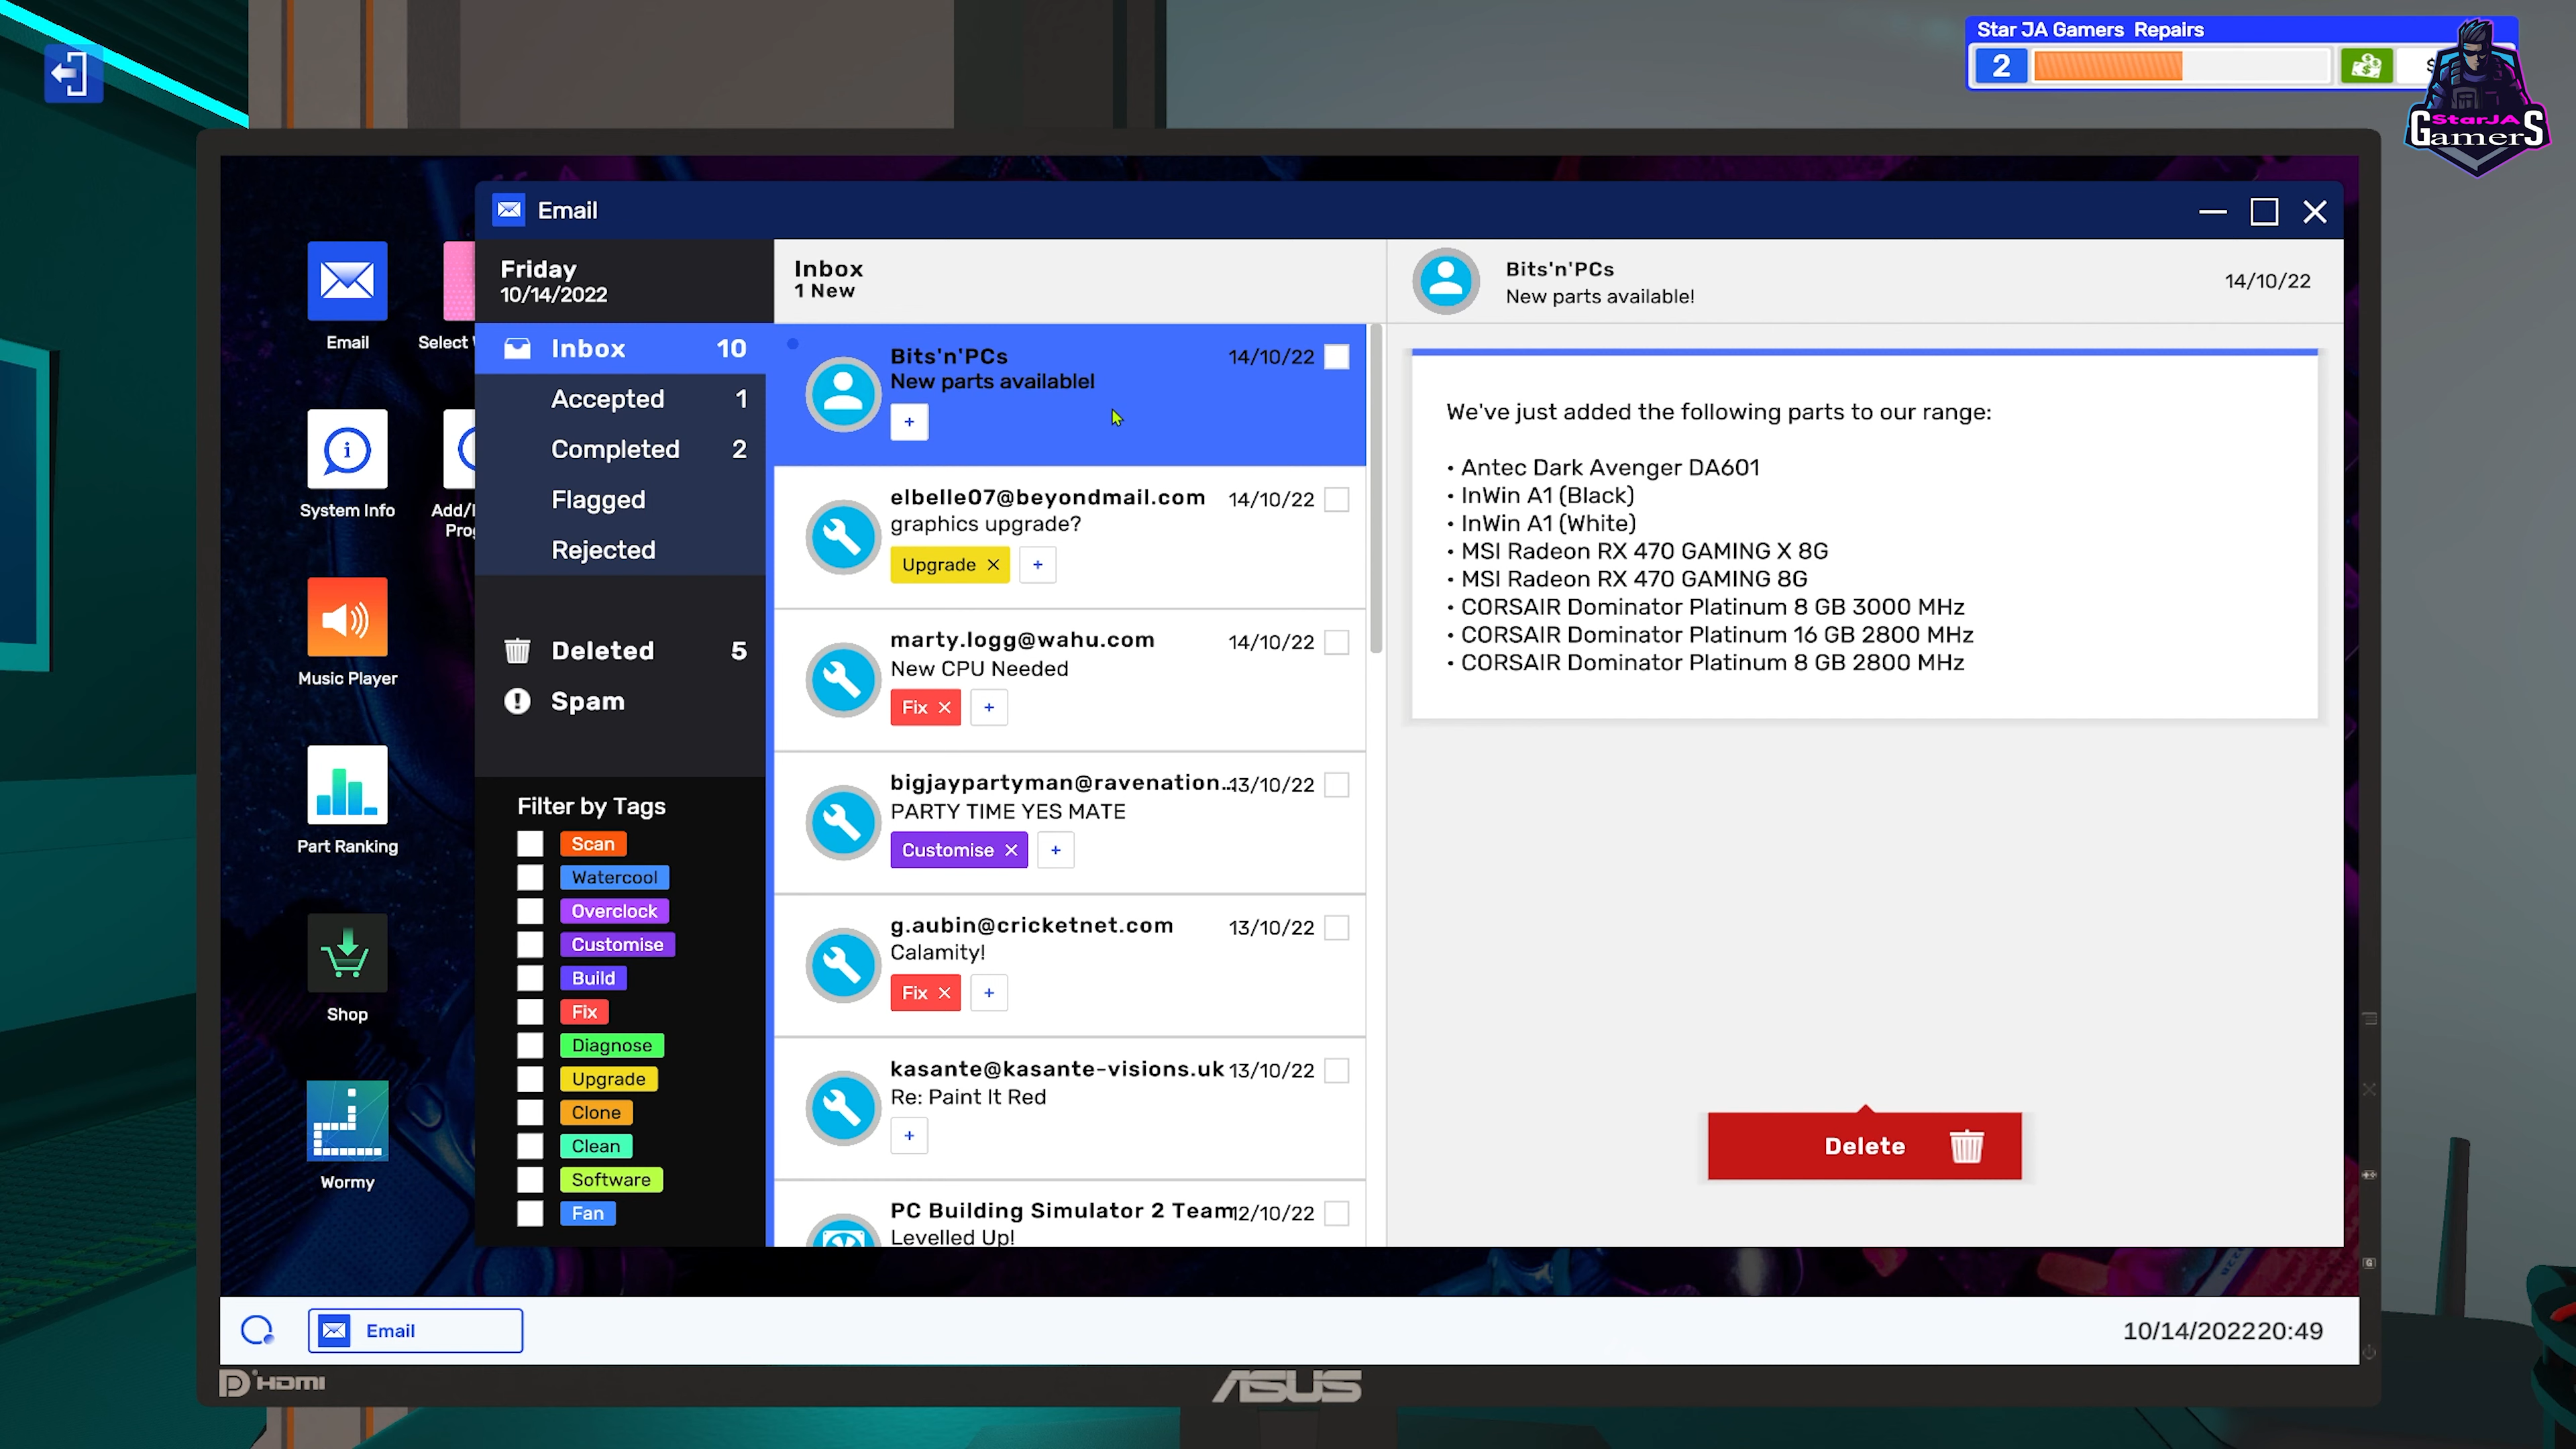 Star JA Gamers Repairs
2
$
StarJA
GamerS
Email
Friday
10/14/2022
Inbox 10
Accepted 1
Completed 2
Flagged
Rejected
Deleted 5
Spam
Filter by Tags
Scan
Watercool
Overclock
Customise
Build
Fix
Diagnose
Upgrade
Clone
Clean
Software
Fan
Inbox
1 New
Bits'n'PCs 14/10/22
New parts available!
+
elbelle07@beyondmail.com 14/10/22
graphics upgrade?
Upgrade × +
marty.logg@wahu.com 14/10/22
New CPU Needed
Fix × +
bigjaypartyman@ravenation... 13/10/22
PARTY TIME YES MATE
Customise × +
g.aubin@cricketnet.com 13/10/22
Calamity!
Fix × +
kasante@kasante-visions.uk 13/10/22
Re: Paint It Red
+
PC Building Simulator 2 Team 12/10/22
Levelled Up!
Bits'n'PCs
New parts available!
14/10/22
We've just added the following parts to our range:
• Antec Dark Avenger DA601
• InWin A1 (Black)
• InWin A1 (White)
• MSI Radeon RX 470 GAMING X 8G
• MSI Radeon RX 470 GAMING 8G
• CORSAIR Dominator Platinum 8 GB 3000 MHz
• CORSAIR Dominator Platinum 16 GB 2800 MHz
• CORSAIR Dominator Platinum 8 GB 2800 MHz
Delete
Email
Select
System Info
Add/
Music Player
Part Ranking
Shop
Wormy
Email
10/14/202220:49
HDMI
ASUS